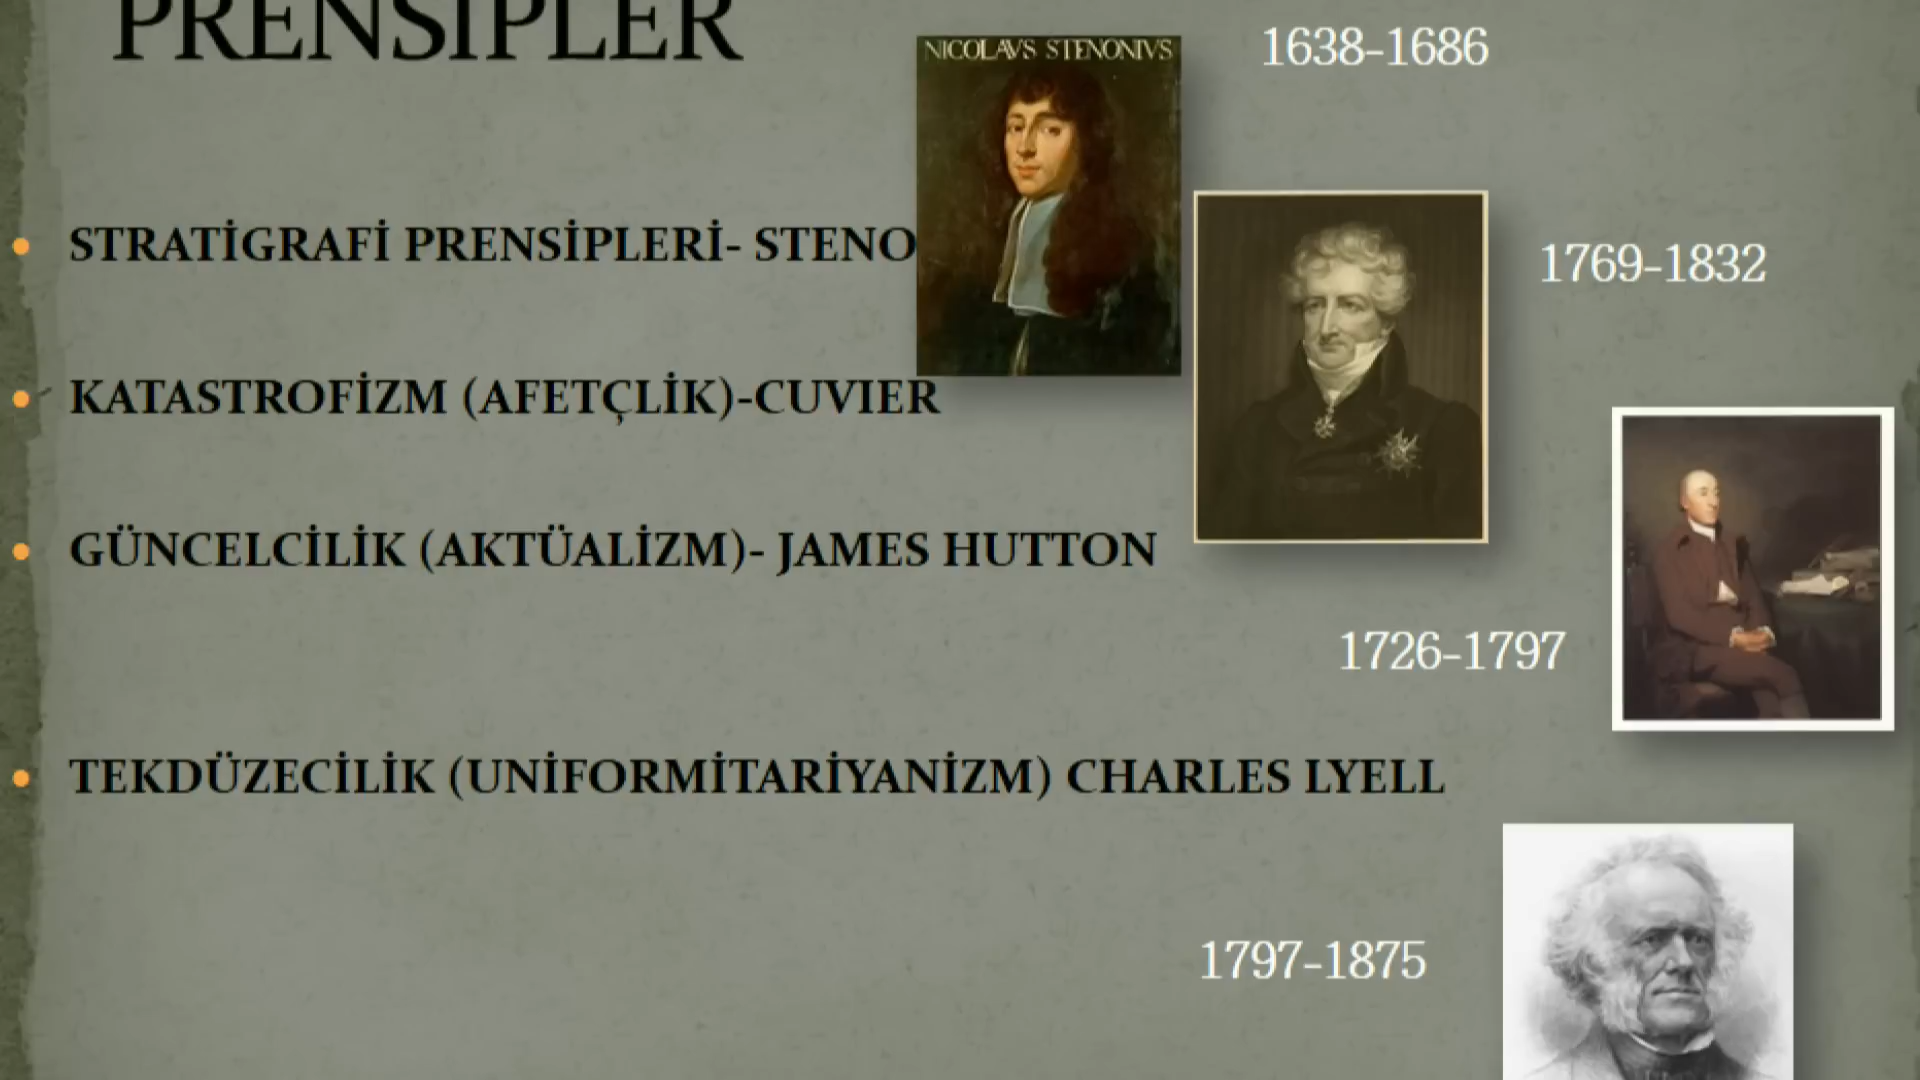 PRENSİPLER
NICOLAVS STENONIVS
1638-1686
STRATİGRAFİ PRENSİPLERİ- STENO
1769-1832
KATASTROFİZM (AFETÇLİK)-CUVIER
GÜNCELCİLİK (AKTÜALİZM)- JAMES HUTTON
1726-1797
TEKDÜZECİLİK (UNİFORMİTARİYANİZM) CHARLES LYELL
1797-1875